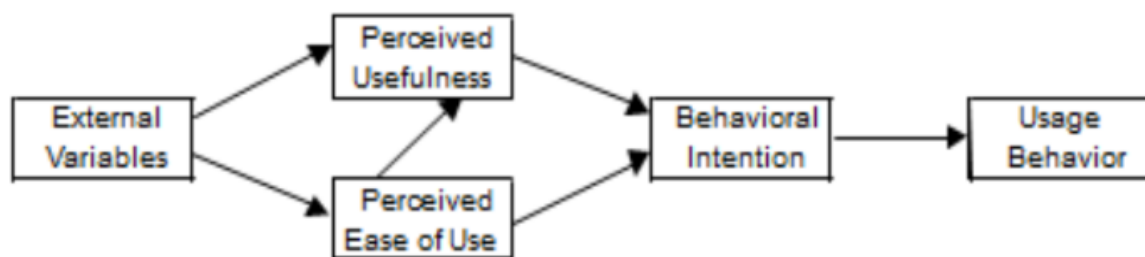 Perceived
Usefulness
External
Variables
Behavioral
Intention
Usage
Behavior
Perceived
Ease of Use